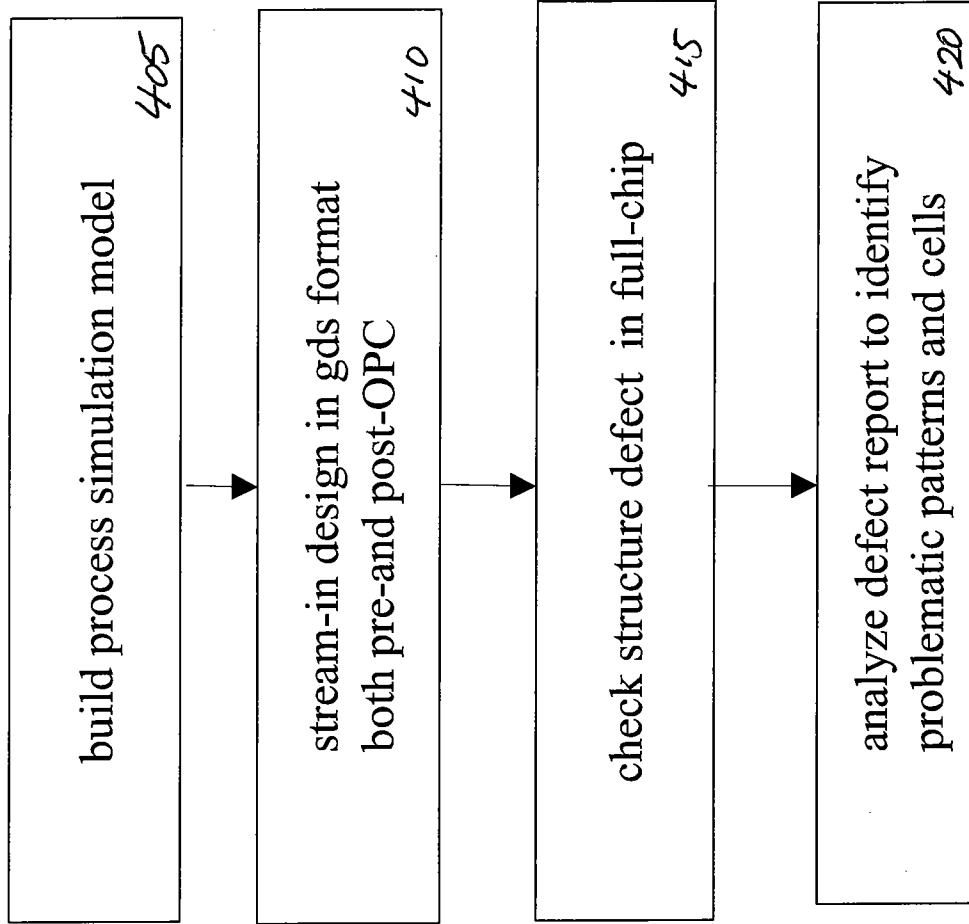 build process simulation model
405
stream-in design in gds format
both pre-and post-OPC
410
check structure defect in full-chip
415
analyze defect report to identify
problematic patterns and cells
420